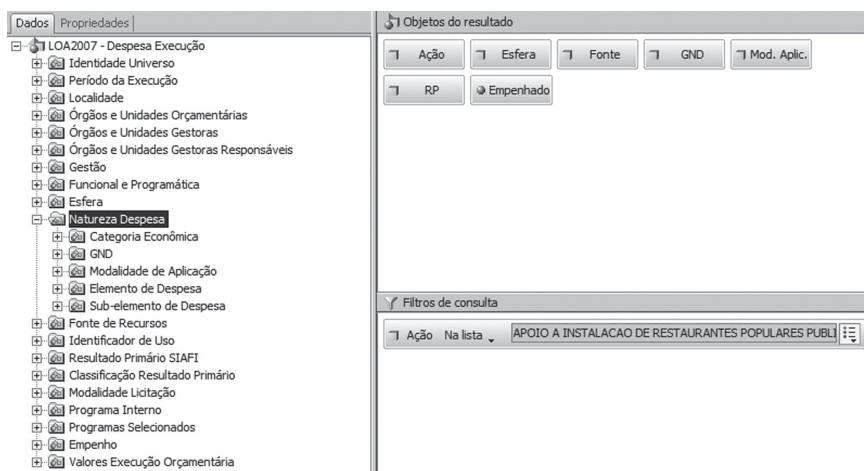 Dados Propriedades
LOA2007 - Despesa Execução
Identidade Universo
Período da Execução
Localidade
Órgãos e Unidades Orçamentárias
Órgãos e Unidades Gestoras
Órgãos e Unidades Gestoras Responsáveis
Gestão
Funcional e Programática
Esfera
Natureza Despesa
Categoria Econômica
GND
Modalidade de Aplicação
Elemento de Despesa
Sub-elemento de Despesa
Fonte de Recursos
Identificador de Uso
Resultado Primário SIAFI
Classificação Resultado Primário
Modalidade Licitação
Programa Interno
Programas Selecionados
Empenho
Valores Execução Orçamentária
Objetos do resultado
Ação Esfera Fonte GND Mod. Aplic.
RP Empenhado
Filtros de consulta
Ação Na lista APOIO A INSTALACAO DE RESTAURANTES POPULARES PUBLI